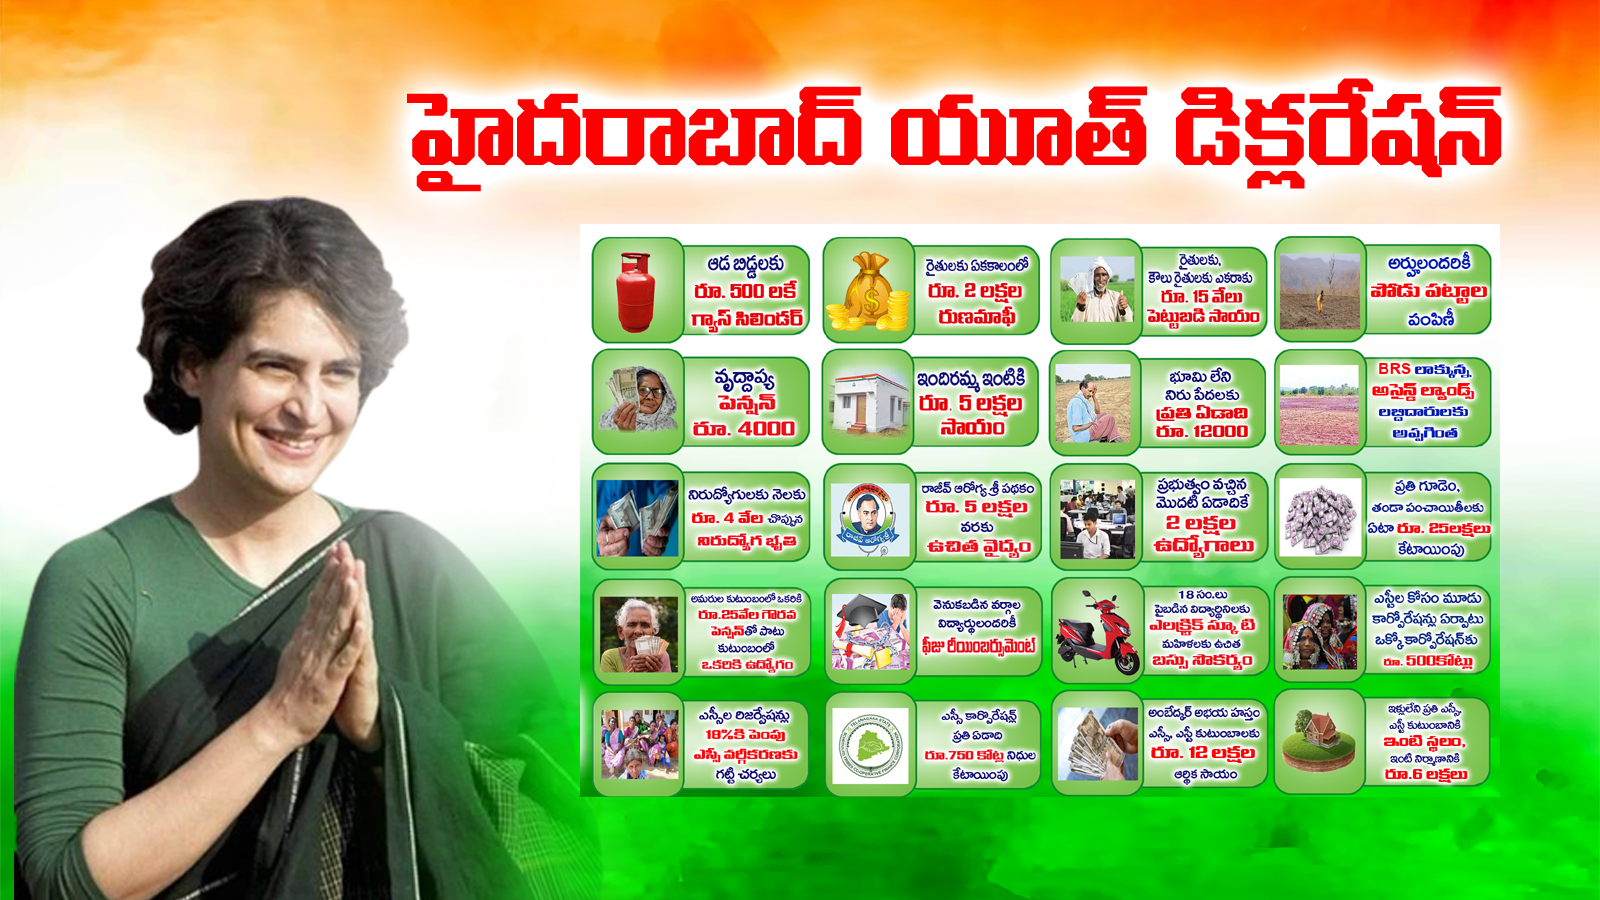 హైదరాబాద్ యూత్ డిక్లరేషన్
ఆడ బిడ్డలకు
రూ. 500 లకే
గ్యాస్ సిలిండర్
రైతులకు ఏకకాలంలో
రూ. 2 లక్షల
రుణమాఫీ
రైతులకు,
కౌలు రైతులకు ఎకరాకు
రూ. 15 వేలు
పెట్టుబడి సాయం
అర్హులందరికీ
పోడు పట్టాల
పంపిణీ
వృద్ధాప్య
పెన్షన్
రూ. 4000
ఇందిరమ్మ ఇంటికి
రూ. 5 లక్షల
సాయం
భూమి లేని
నిరు పేదలకు
ప్రతి ఏడాది
రూ. 12000
BRS లాక్కున్న
అసైన్డ్ ల్యాండ్స్
లబ్దిదారులకు
అప్పగింత
నిరుద్యోగులకు నెలకు
రూ. 4 వేల చొప్పున
నిరుద్యోగ భృతి
రాజీవ్ ఆరోగ్య శ్రీ పథకం
రూ. 5 లక్షల
వరకు
ఉచిత వైద్యం
ప్రభుత్వం వచ్చిన
మొదటి ఏడాదికే
2 లక్షల
ఉద్యోగాలు
ప్రతి గూడెం,
తండా పంచాయితీలకు
ఏటా రూ. 25లక్షలు
కేటాయింపు
అమరుల కుటుంబంలో ఒకరికి
రూ.25వేల గౌరవ
పెన్షన్‌తో పాటు
కుటుంబంలో
ఒకరికి ఉద్యోగం
వెనుకబడిన వర్గాల
విద్యార్థులందరికీ
ఫీజు రీయింబర్సుమెంట్
18 సం.లు
పైబడిన విద్యార్థినిలకు
ఎలక్ట్రిక్ స్కూటి
మహిళలకు ఉచిత
బస్సు సౌకర్యం
ఎస్టీల కోసం మూడు
కార్పోరేషన్లు ఏర్పాటు
ఒక్కో కార్పోరేషన్‌కు
రూ. 500కోట్లు
ఎస్సీల రిజర్వేషన్లు
18%కి పెంపు
ఎస్సీ వర్గీకరణకు
గట్టి చర్యలు
ఎస్సీ కార్పొరేషన్ల
ప్రతి ఏడాది
రూ.750 కోట్ల నిధుల
కేటాయింపు
అంబేద్కర్ అభయ హస్తం
ఎస్సీ, ఎస్టీ కుటుంబాలకు
రూ. 12 లక్షల
ఆర్థిక సాయం
ఇళ్లులేని ప్రతి ఎస్సీ,
ఎస్టీ కుటుంబానికి
ఇంటి స్థలం,
ఇంటి నిర్మాణానికి
రూ.6 లక్షలు